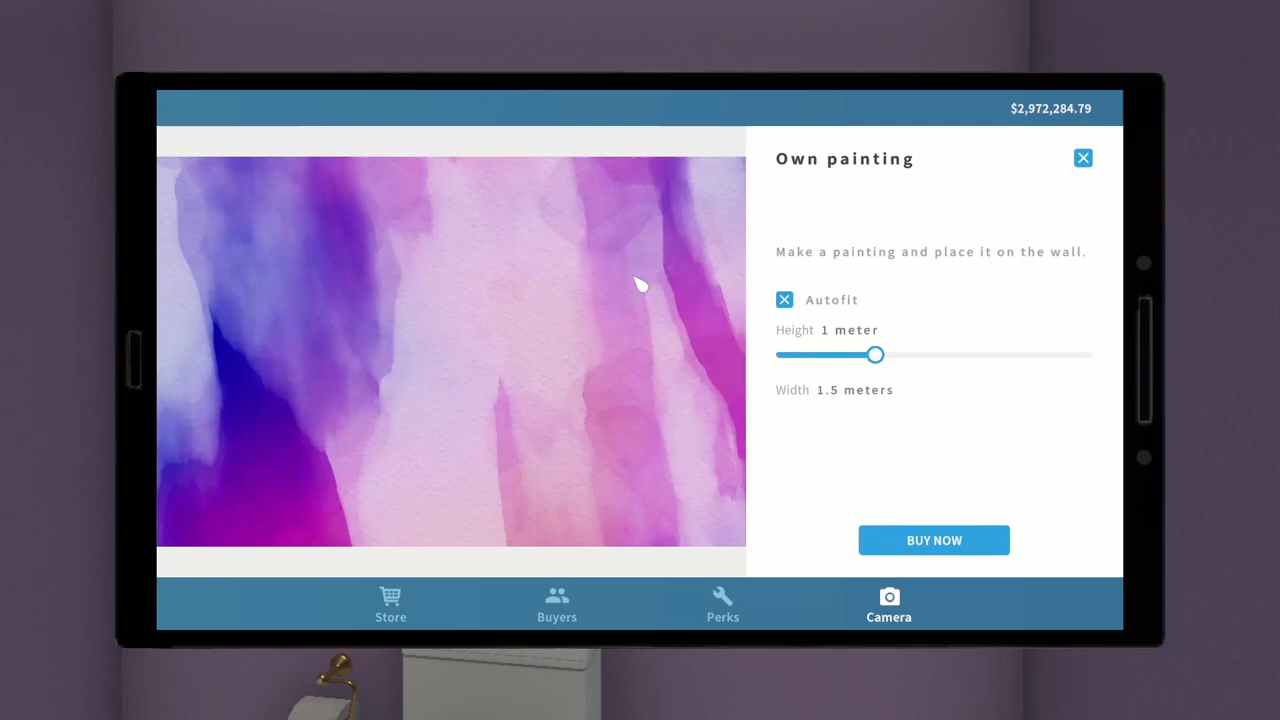 $2,972,284.79
Own painting
Make a painting and place it on the wall.
Autofit
Height 1 meter
Width 1.5 meters
BUY NOW
Store
Buyers
Perks
Camera